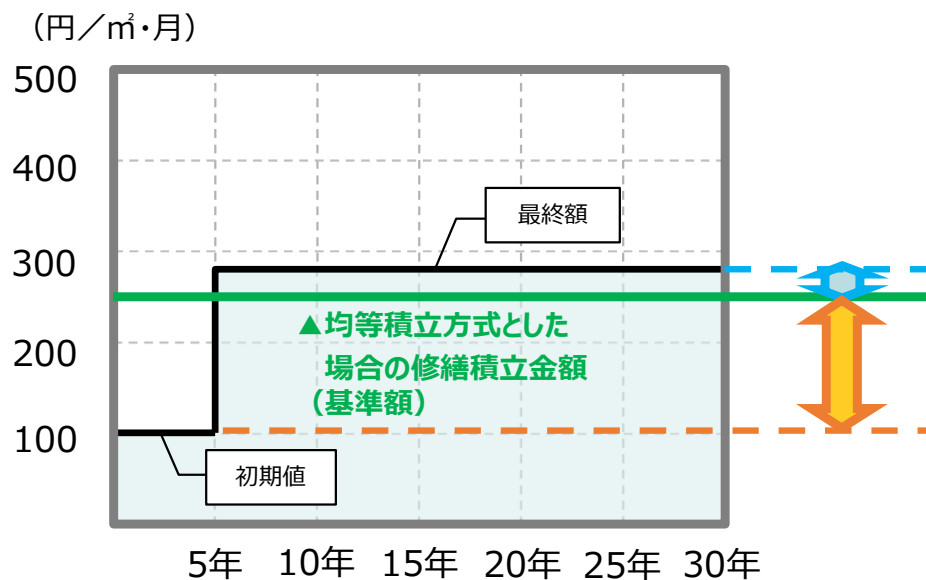 （円／㎡・月）
500
400
300
200
100
最終額
▲均等積立方式とした
場合の修繕積立金額
（基準額）
初期値
5年 10年 15年 20年 25年 30年